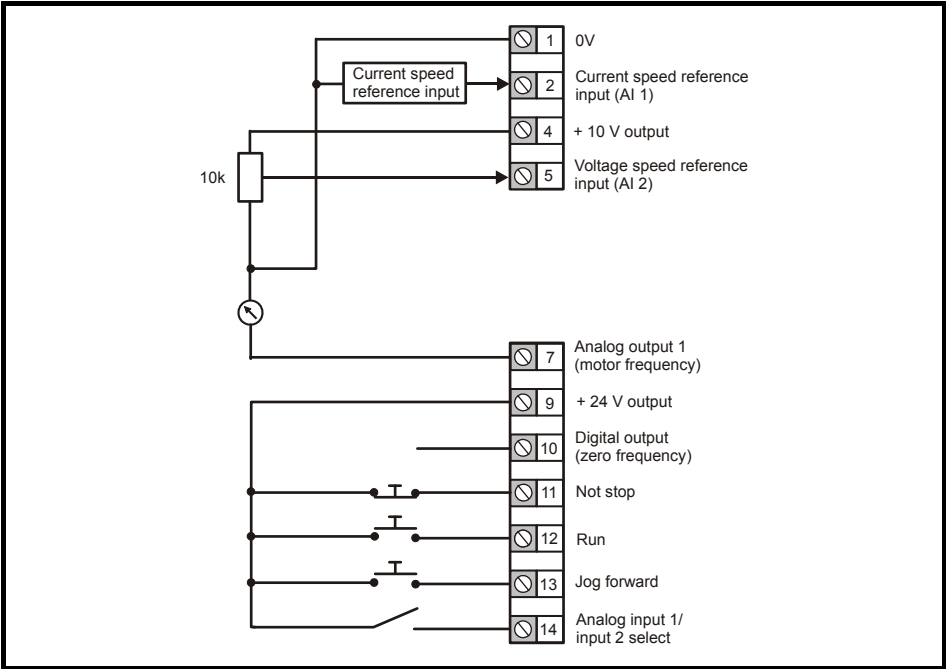 1 0V
Current speed
reference input
2 Current speed reference
input (AI 1)
4 + 10 V output
10k
5 Voltage speed reference
input (AI 2)
7 Analog output 1
(motor frequency)
9 + 24 V output
10 Digital output
(zero frequency)
11 Not stop
12 Run
13 Jog forward
14 Analog input 1/
input 2 select